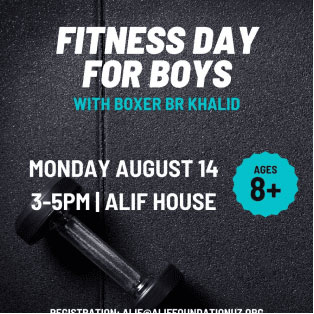 FITNESS DAY
FOR BOYS
WITH BOXER BR KHALID
MONDAY AUGUST 14
3-5PM | ALIF HOUSE
AGES
8+
REGISTRATION: